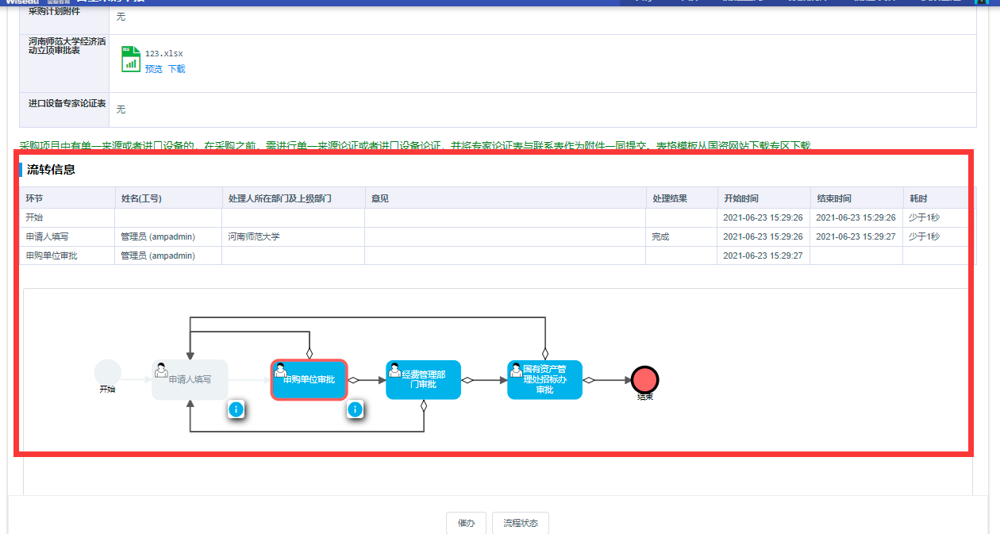 采购计划附件
无
河南师范大学经济活
动立项审批表
XLS
123.xlsx
预览 下载
进口设备专家论证表
无
采购项目中有单一来源或者进口设备的，在采购之前，需进行单一来源论证或者进口设备论证，并将专家论证表与联系表作为附件一同提交。表格模板从国资网站下载专区下载
流转信息
环节 姓名(工号) 处理人所在部门及上级部门 意见 处理结果 开始时间 结束时间 耗时
开始 2021-06-23 15:29:26 2021-06-23 15:29:26 少于1秒
申请人填写 管理员 (ampadmin) 河南师范大学 完成 2021-06-23 15:29:26 2021-06-23 15:29:27 少于1秒
申购单位审批 管理员 (ampadmin) 2021-06-23 15:29:27
开始
申请人填写
申购单位审批
经费管理部
门审批
国有资产管
理处招标办
审批
结束
催办 流程状态